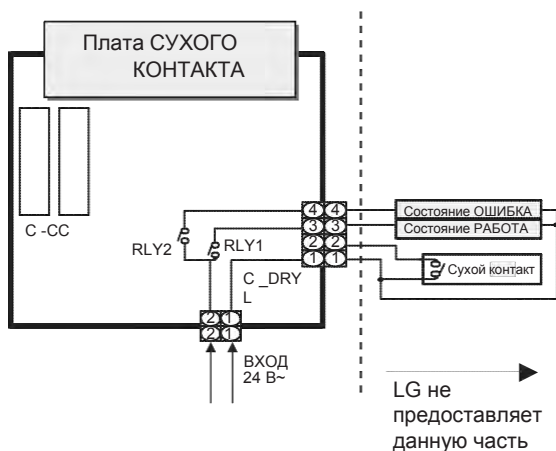 Плата СУХОГО
КОНТАКТА
C -CC
RLY2
RLY1
C _DRY
L
4 4
3 3
2 2
1 1
Состояние ОШИБКА
Состояние РАБОТА
Сухой контакт
2 1
2 1
ВХОД
24 В~
LG не
предоставляет
данную часть